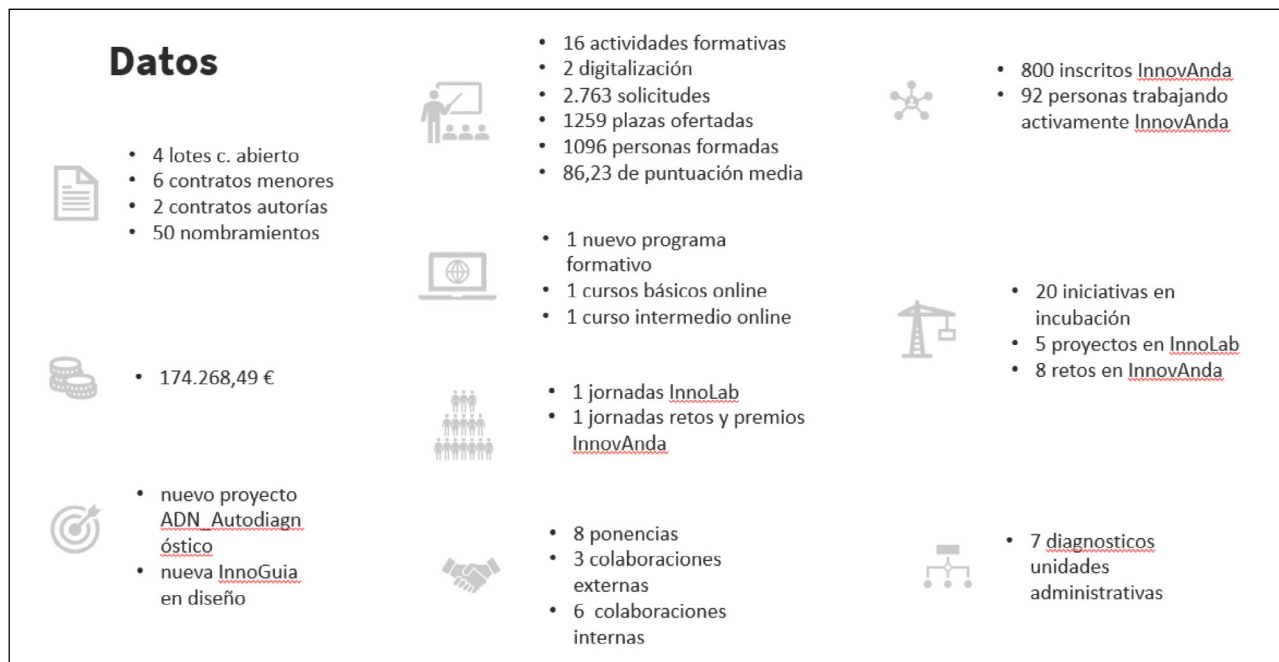 Datos
• 4 lotes c. abierto
• 6 contratos menores
• 2 contratos autorías
• 50 nombramientos
• 174.268,49 €
• nuevo proyecto
ADN_Autodiagn
óstico
• nueva InnoGuia
en diseño
• 16 actividades formativas
• 2 digitalización
• 2.763 solicitudes
• 1259 plazas ofertadas
• 1096 personas formadas
• 86,23 de puntuación media
• 1 nuevo programa
formativo
• 1 cursos básicos online
• 1 curso intermedio online
• 1 jornadas InnoLab
• 1 jornadas retos y premios
InnovAnda
• 8 ponencias
• 3 colaboraciones
externas
• 6 colaboraciones
internas
• 800 inscritos InnovAnda
• 92 personas trabajando
activamente InnovAnda
• 20 iniciativas en
incubación
• 5 proyectos en InnoLab
• 8 retos en InnovAnda
• 7 diagnosticos
unidades
administrativas